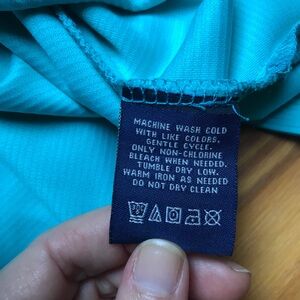 MACHINE WASH COLD
WITH LIKE COLORS,
GENTLE CYCLE.
ONLY NON-CHLORINE
BLEACH WHEN NEEDED.
TUMBLE DRY LOW.
WARM IRON AS NEEDED
DO NOT DRY CLEAN